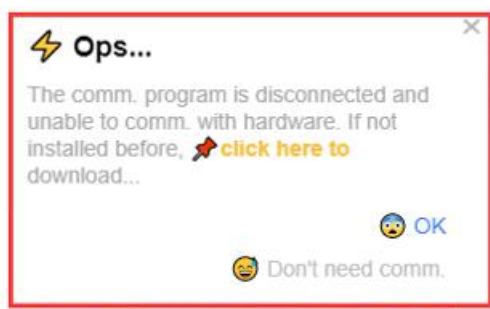 ⚡ Ops...
The comm. program is disconnected and
unable to comm. with hardware. If not
installed before, 📌click here to
download...
😨 OK
😅 Don't need comm.